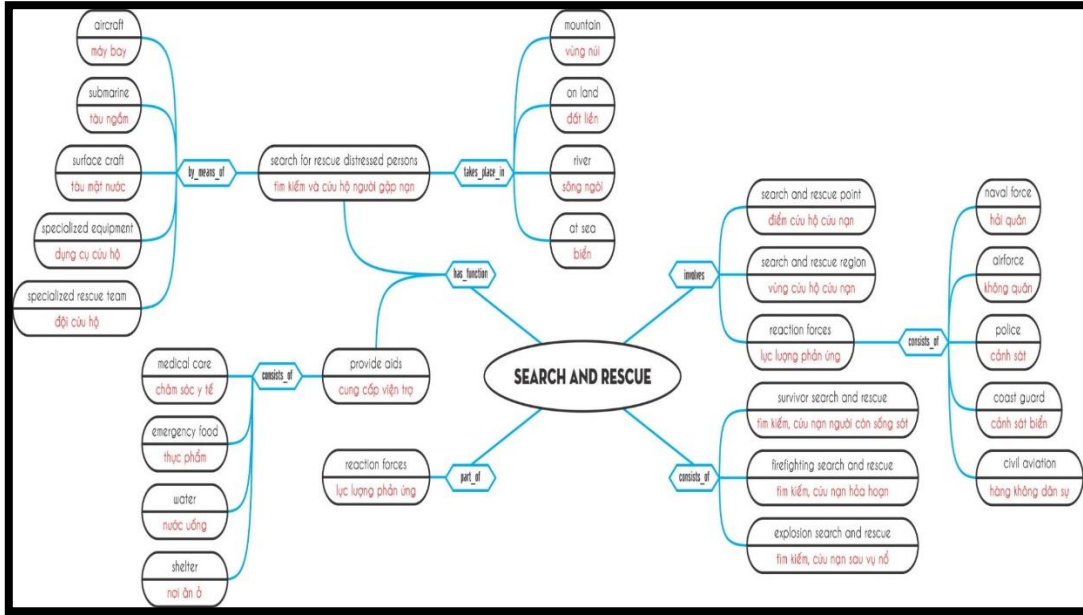 aircraft
máy bay
submarine
tàu ngầm
surface craft
tàu mặt nước
specialized equipment
dụng cụ cứu hộ
specialized rescue team
đội cứu hộ
by_means_of
search for rescue distressed persons
tìm kiếm và cứu hộ người gặp nạn
takes_place_in
mountain
vùng núi
on land
đất liền
river
sông ngòi
at sea
biển
has_function
medical care
chăm sóc y tế
emergency food
thực phẩm
water
nước uống
shelter
nơi ăn ở
consists_of
provide aids
cung cấp viện trợ
reaction forces
lực lượng phản ứng
part_of
SEARCH AND RESCUE
involves
search and rescue point
điểm cứu hộ cứu nạn
search and rescue region
vùng cứu hộ cứu nạn
reaction forces
lực lượng phản ứng
consists_of
naval force
hải quân
airforce
không quân
police
cảnh sát
coast guard
cảnh sát biển
civil aviation
hàng không dân sự
consists_of
survivor search and rescue
tìm kiếm, cứu nạn người còn sống sót
firefighting search and rescue
tìm kiếm, cứu nạn hỏa hoạn
explosion search and rescue
tìm kiếm, cứu nạn sau vụ nổ